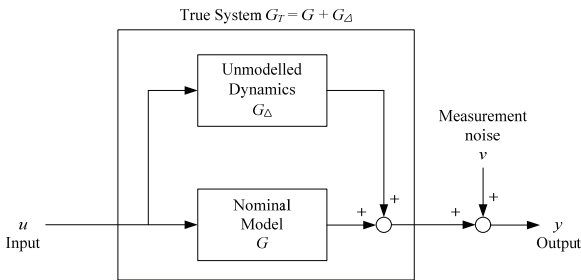 True System G_T = G + G_Δ
Unmodelled
Dynamics
G_Δ
Measurement
noise
v
+
+
u
Input
Nominal
Model
G
+
+
y
Output